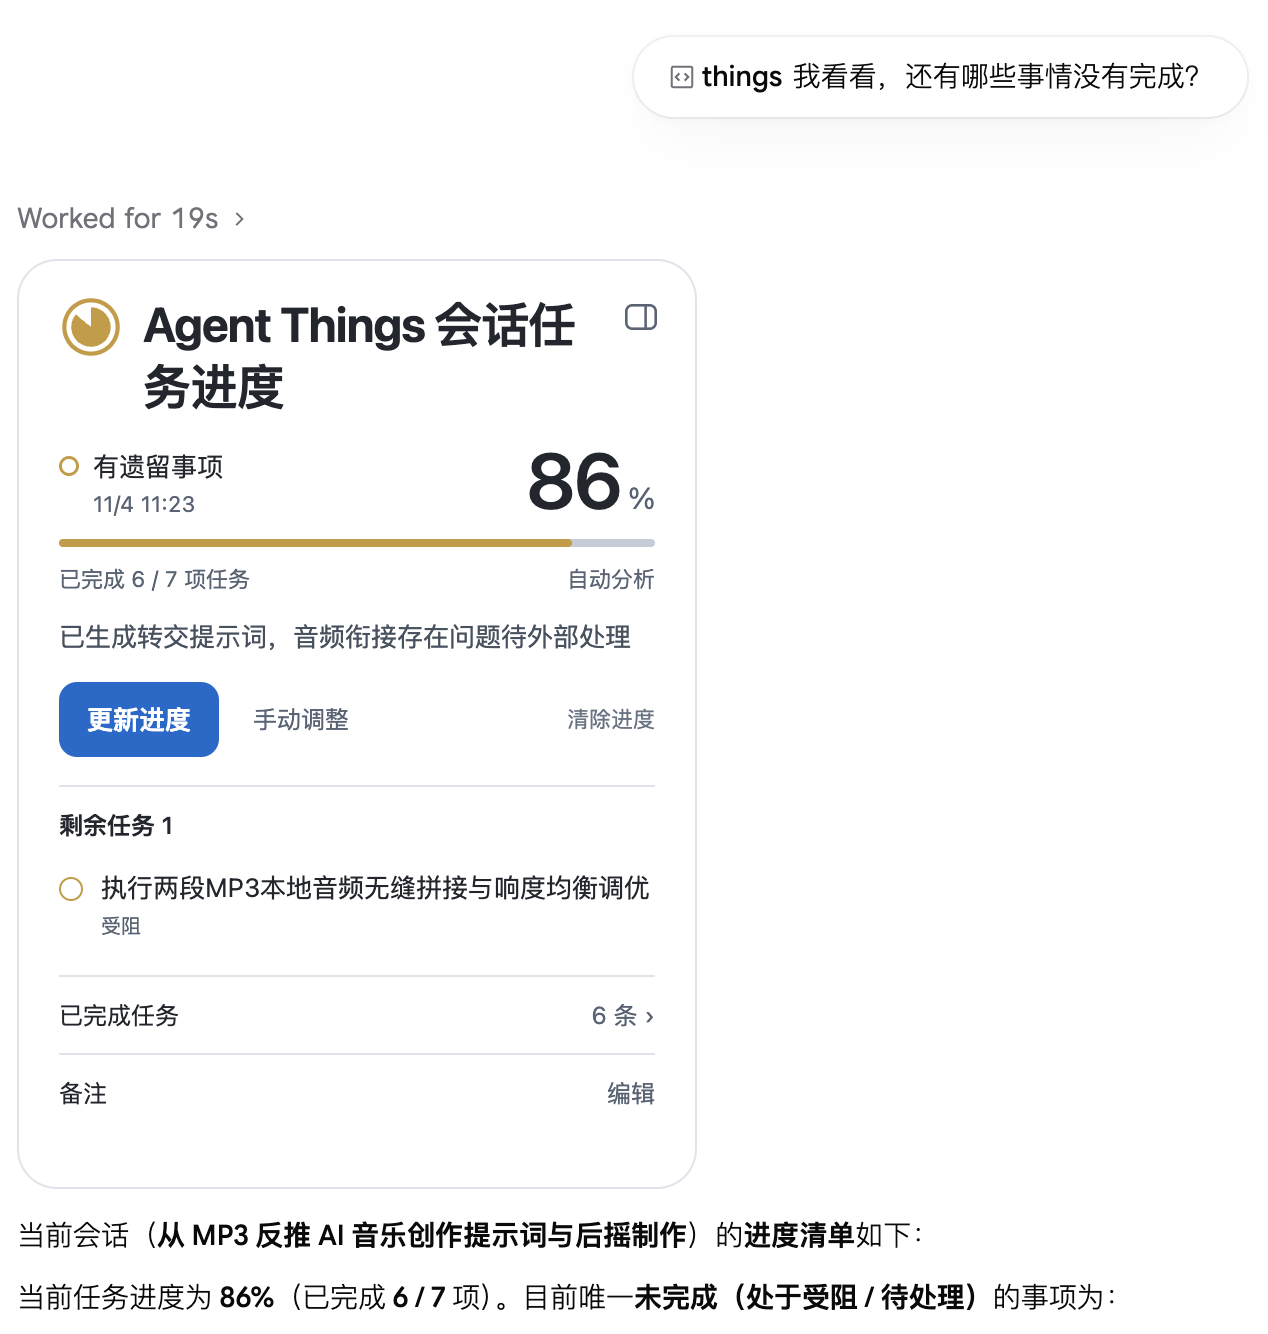 things 我看看，还有哪些事情没有完成？
Worked for 19s ›
Agent Things 会话任
务进度
有遗留事项
11/4 11:23
86 %
已完成 6 / 7 项任务
自动分析
已生成转交提示词，音频衔接存在问题待外部处理
更新进度
手动调整
清除进度
剩余任务 1
执行两段MP3本地音频无缝拼接与响度均衡调优
受阻
已完成任务
6 条 ›
备注
编辑
当前会话（从 MP3 反推 AI 音乐创作提示词与后摇制作）的进度清单如下：
当前任务进度为 86%（已完成 6 / 7 项）。目前唯一未完成（处于受阻 / 待处理）的事项为：